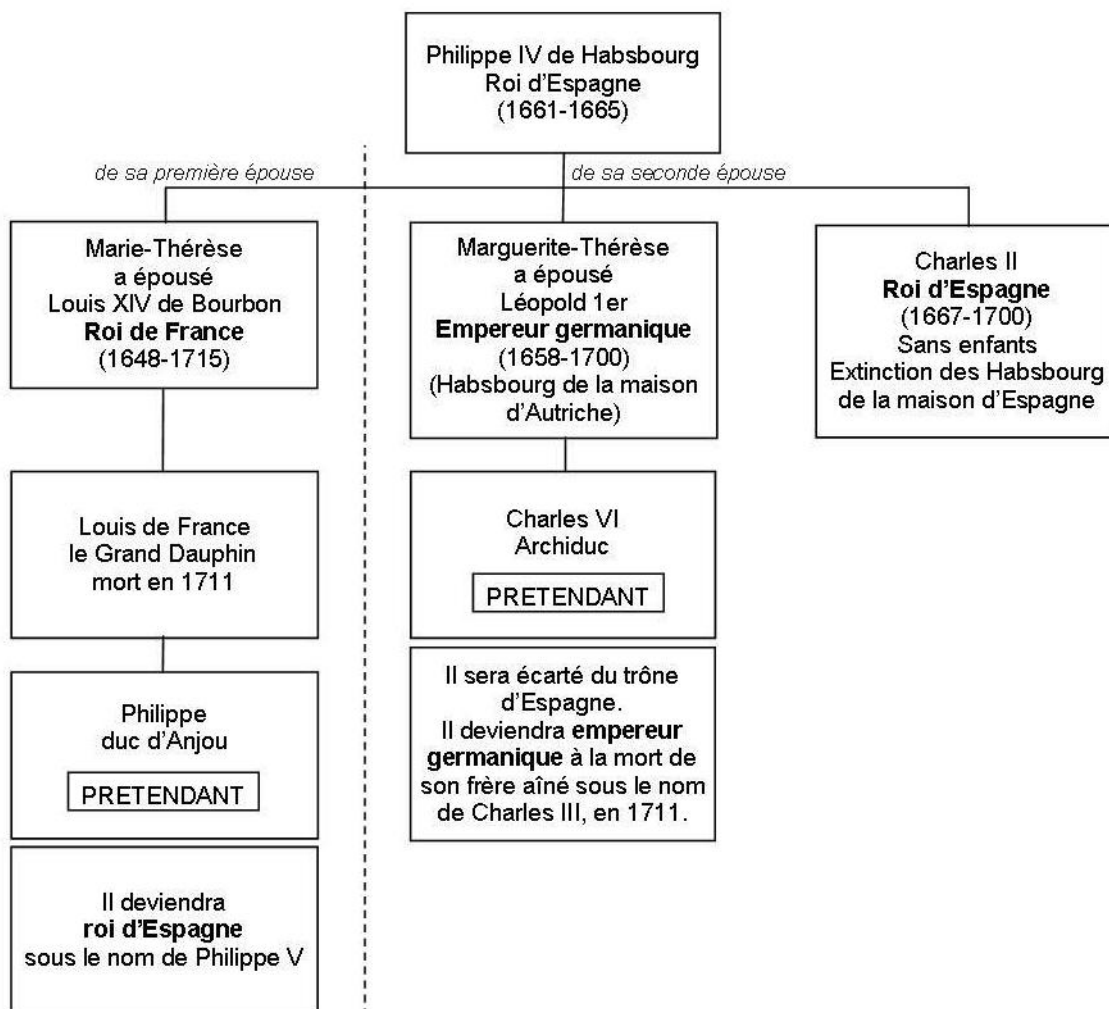 Philippe IV de Habsbourg
Roi d'Espagne
(1661-1665)
de sa première épouse
de sa seconde épouse
Marie-Thérèse
a épousé
Louis XIV de Bourbon
Roi de France
(1648-1715)
Marguerite-Thérèse
a épousé
Léopold 1er
Empereur germanique
(1658-1700)
(Habsbourg de la maison
d'Autriche)
Charles II
Roi d'Espagne
(1667-1700)
Sans enfants
Extinction des Habsbourg
de la maison d'Espagne
Louis de France
le Grand Dauphin
mort en 1711
Charles VI
Archiduc
PRETENDANT
Philippe
duc d'Anjou
PRETENDANT
Il sera écarté du trône
d'Espagne.
Il deviendra empereur
germanique à la mort de
son frère aîné sous le nom
de Charles III, en 1711.
Il deviendra
roi d'Espagne
sous le nom de Philippe V